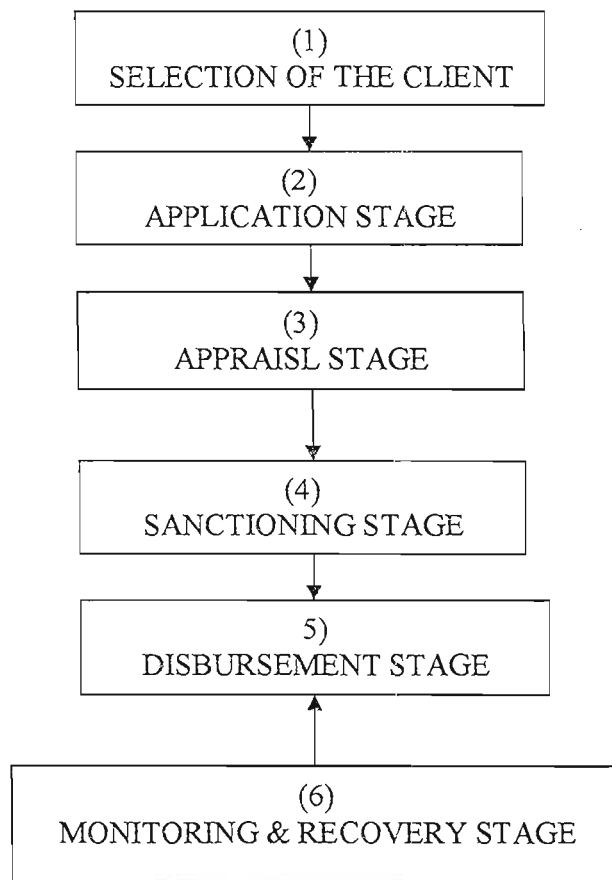 (1)
SELECTION OF THE CLIENT
(2)
APPLICATION STAGE
(3)
APPRAISL STAGE
(4)
SANCTIONING STAGE
5)
DISBURSEMENT STAGE
(6)
MONITORING & RECOVERY STAGE